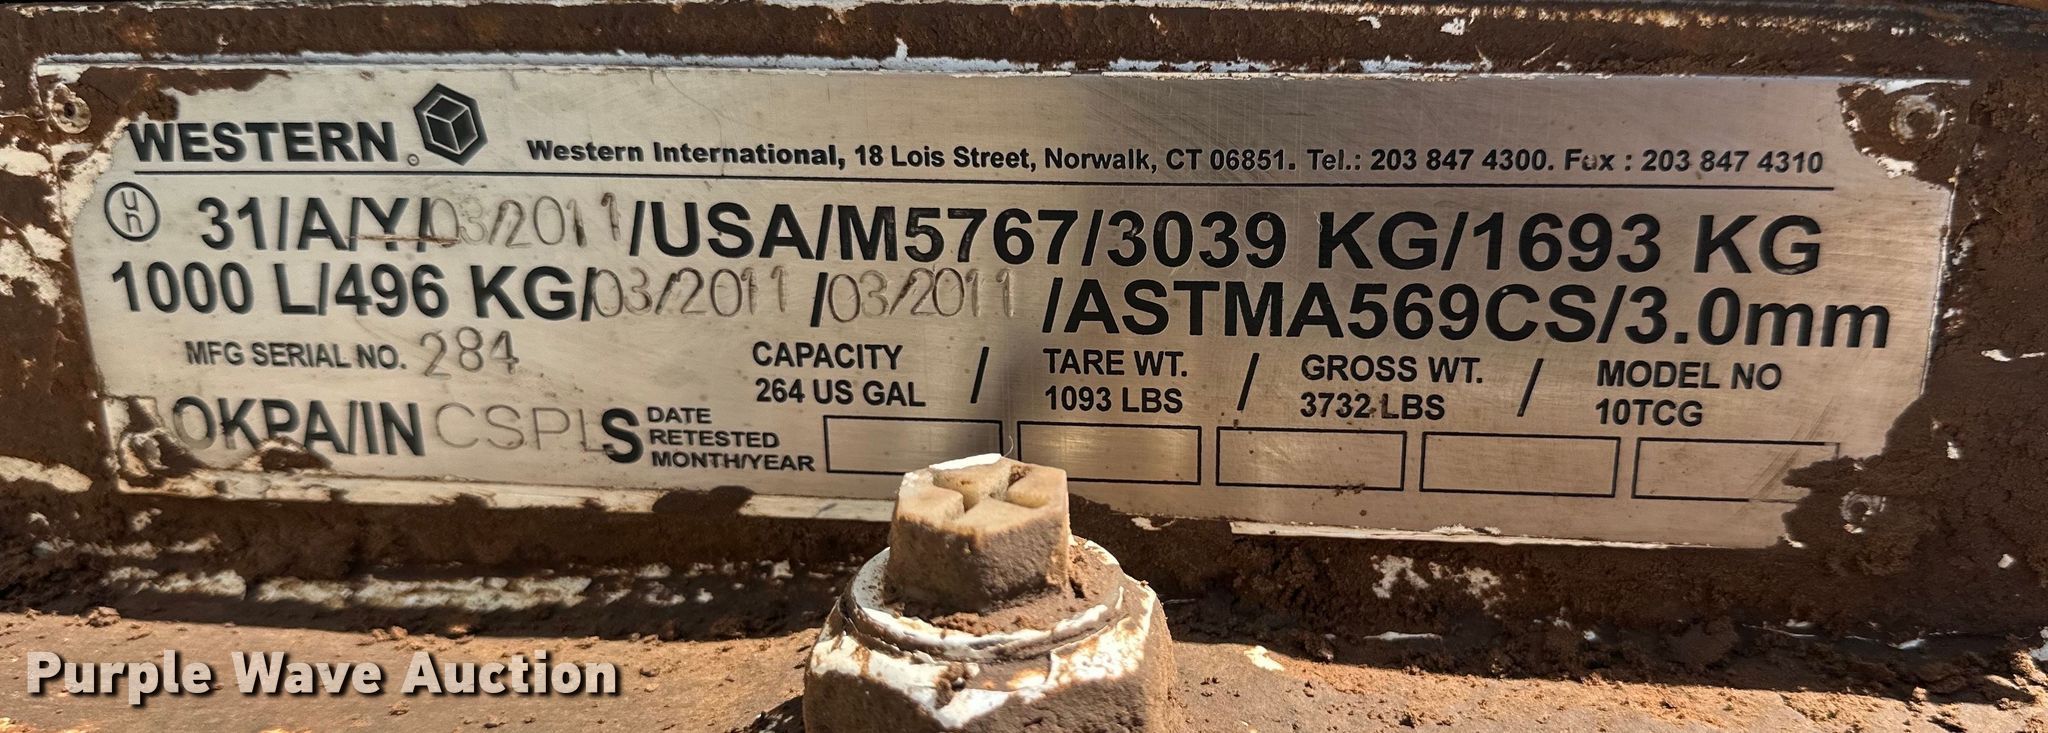 WESTERN
Western International, 18 Lois Street, Norwalk, CT 06851. Tel.: 203 847 4300. Fax : 203 847 4310
un 31/A/Y/03/2011/USA/M5767/3039 KG/1693 KG
1000 L/496 KG/03/2011/03/2011/ASTMA569CS/3.0mm
MFG SERIAL NO. 284
CAPACITY / TARE WT. / GROSS WT. / MODEL NO
264 US GAL 1093 LBS 3732 LBS 10TCG
CSPL
DATE
RETESTED
MONTH/YEAR
Purple Wave Auction